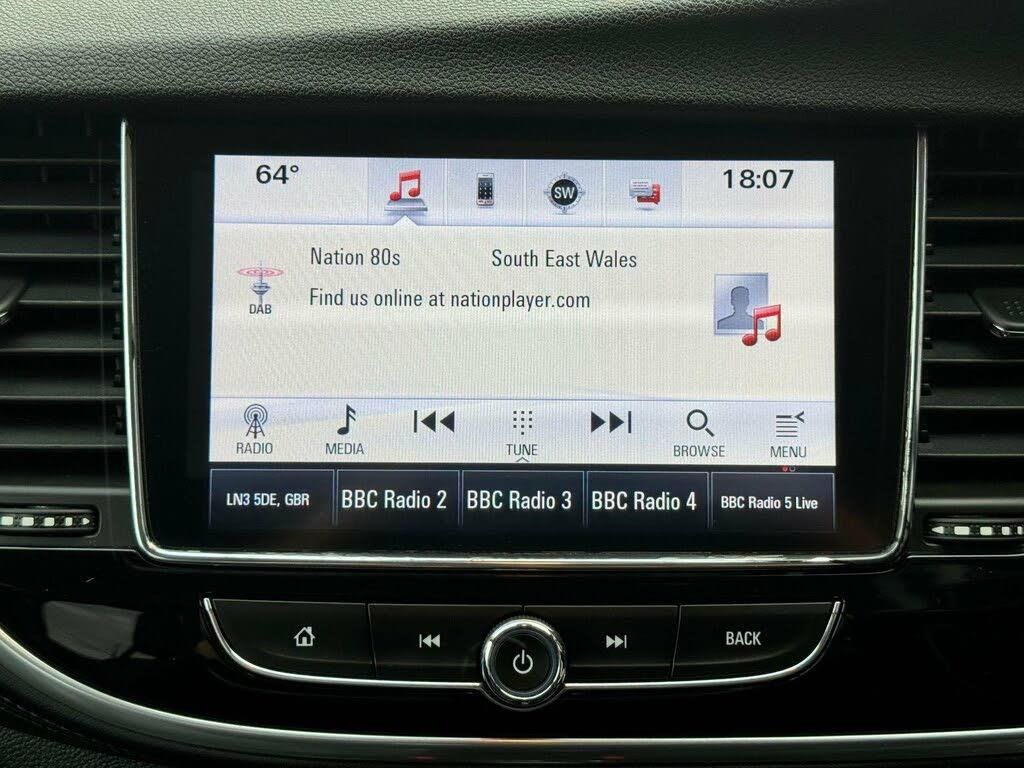 64°
SW
18:07
Nation 80s South East Wales
Find us online at nationplayer.com
DAB
RADIO
MEDIA
TUNE
BROWSE
MENU
LN3 5DE, GBR
BBC Radio 2
BBC Radio 3
BBC Radio 4
BBC Radio 5 Live
BACK